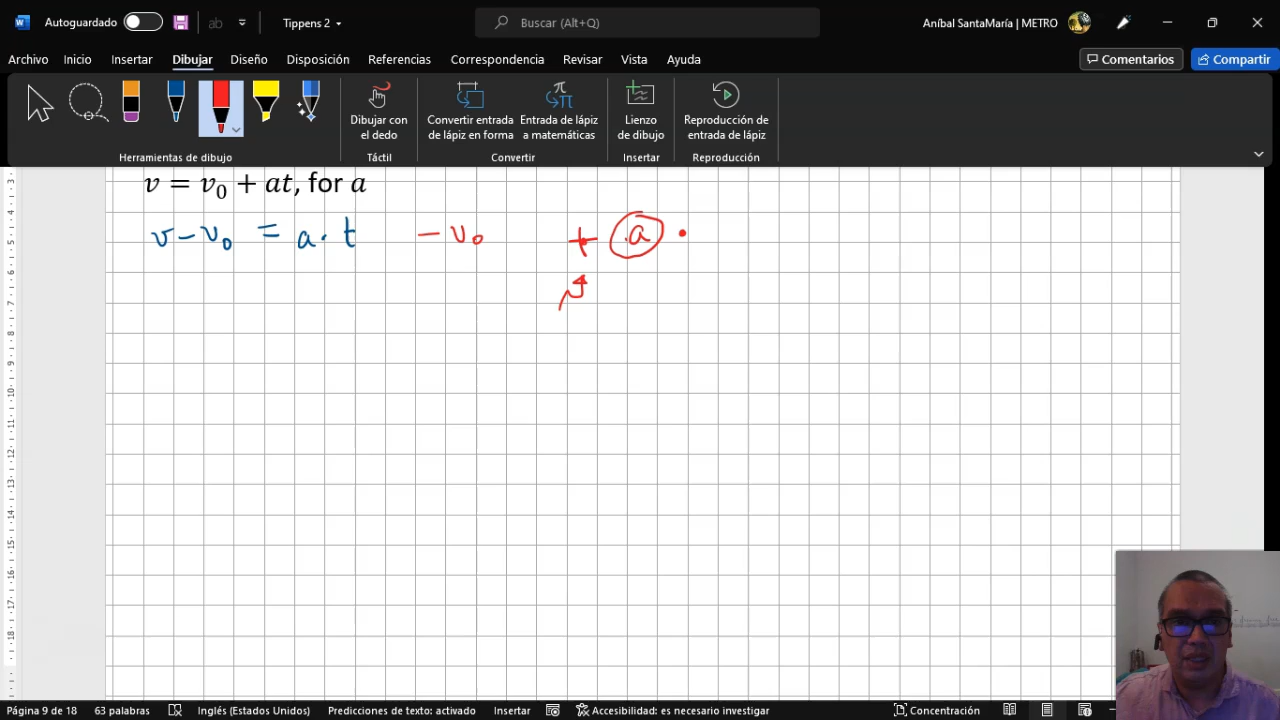 Autoguardado
Tippens 2
Buscar (Alt+Q)
Aníbal SantaMaría | METRO
Archivo Inicio Insertar Dibujar Diseño Disposición Referencias Correspondencia Revisar Vista Ayuda
Comentarios Compartir
Dibujar con el dedo
Convertir entrada de lápiz en forma
Entrada de lápiz a matemáticas
Lienzo de dibujo
Reproducción de entrada de lápiz
Herramientas de dibujo Táctil Convertir Insertar Reproducción
v = v₀ + at, for a
v - v₀ = a · t - v₀ + a ·
Página 9 de 18 63 palabras Inglés (Estados Unidos) Predicciones de texto: activado Insertar Accesibilidad: es necesario investigar Concentración